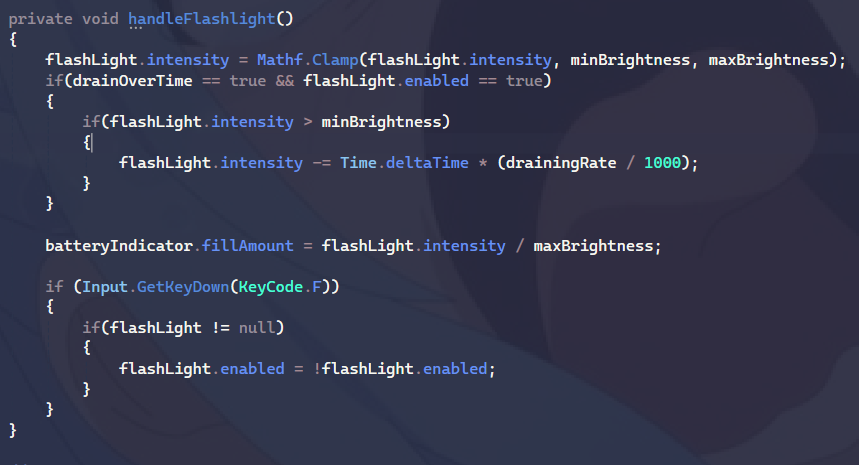 private void handleFlashlight()
{
    flashLight.intensity = Mathf.Clamp(flashLight.intensity, minBrightness, maxBrightness);
    if(drainOverTime == true && flashLight.enabled == true)
    {
        if(flashLight.intensity > minBrightness)
        {
            flashLight.intensity -= Time.deltaTime * (drainingRate / 1000);
        }
    }

    batteryIndicator.fillAmount = flashLight.intensity / maxBrightness;

    if (Input.GetKeyDown(KeyCode.F))
    {
        if(flashLight != null)
        {
            flashLight.enabled = !flashLight.enabled;
        }
    }
}